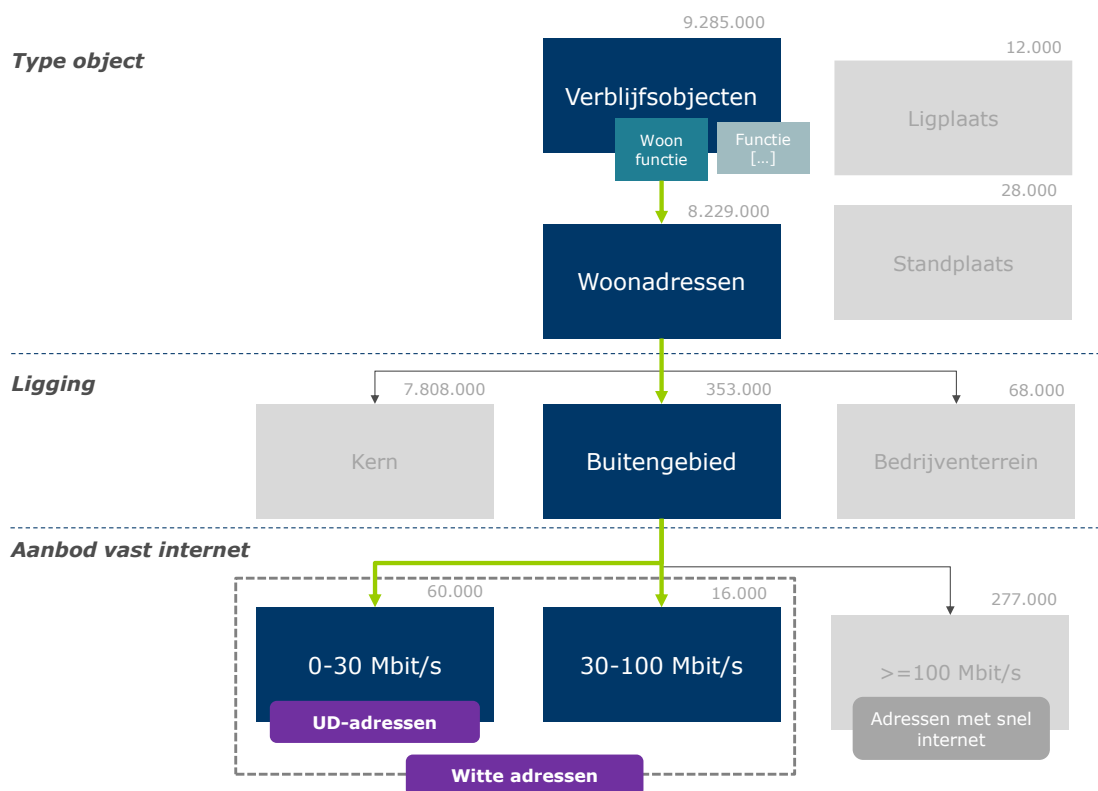 Type object
9.285.000
Verblijfsobjecten
Woon
functie
Functie
[...]
12.000
Ligplaats
8.229.000
Woonadressen
28.000
Standplaats
Ligging
7.808.000
Kern
353.000
Buitengebied
68.000
Bedrijventerrein
Aanbod vast internet
60.000
0-30 Mbit/s
UD-adressen
16.000
30-100 Mbit/s
277.000
>=100 Mbit/s
Adressen met snel
internet
Witte adressen